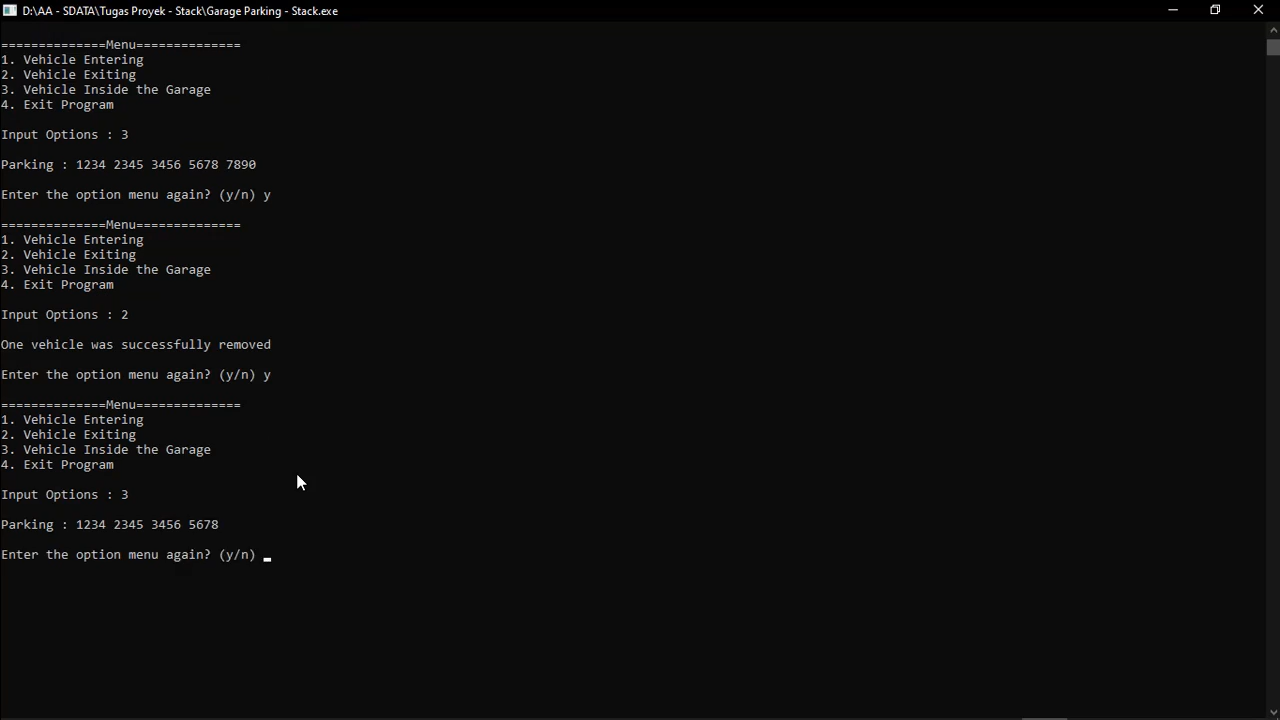 D:\AA - SDATA\Tugas Proyek - Stack\Garage Parking - Stack.exe
==============Menu==============
1. Vehicle Entering
2. Vehicle Exiting
3. Vehicle Inside the Garage
4. Exit Program
Input Options : 3
Parking : 1234 2345 3456 5678 7890
Enter the option menu again? (y/n) y
==============Menu==============
1. Vehicle Entering
2. Vehicle Exiting
3. Vehicle Inside the Garage
4. Exit Program
Input Options : 2
One vehicle was successfully removed
Enter the option menu again? (y/n) y
==============Menu==============
1. Vehicle Entering
2. Vehicle Exiting
3. Vehicle Inside the Garage
4. Exit Program
Input Options : 3
Parking : 1234 2345 3456 5678
Enter the option menu again? (y/n)